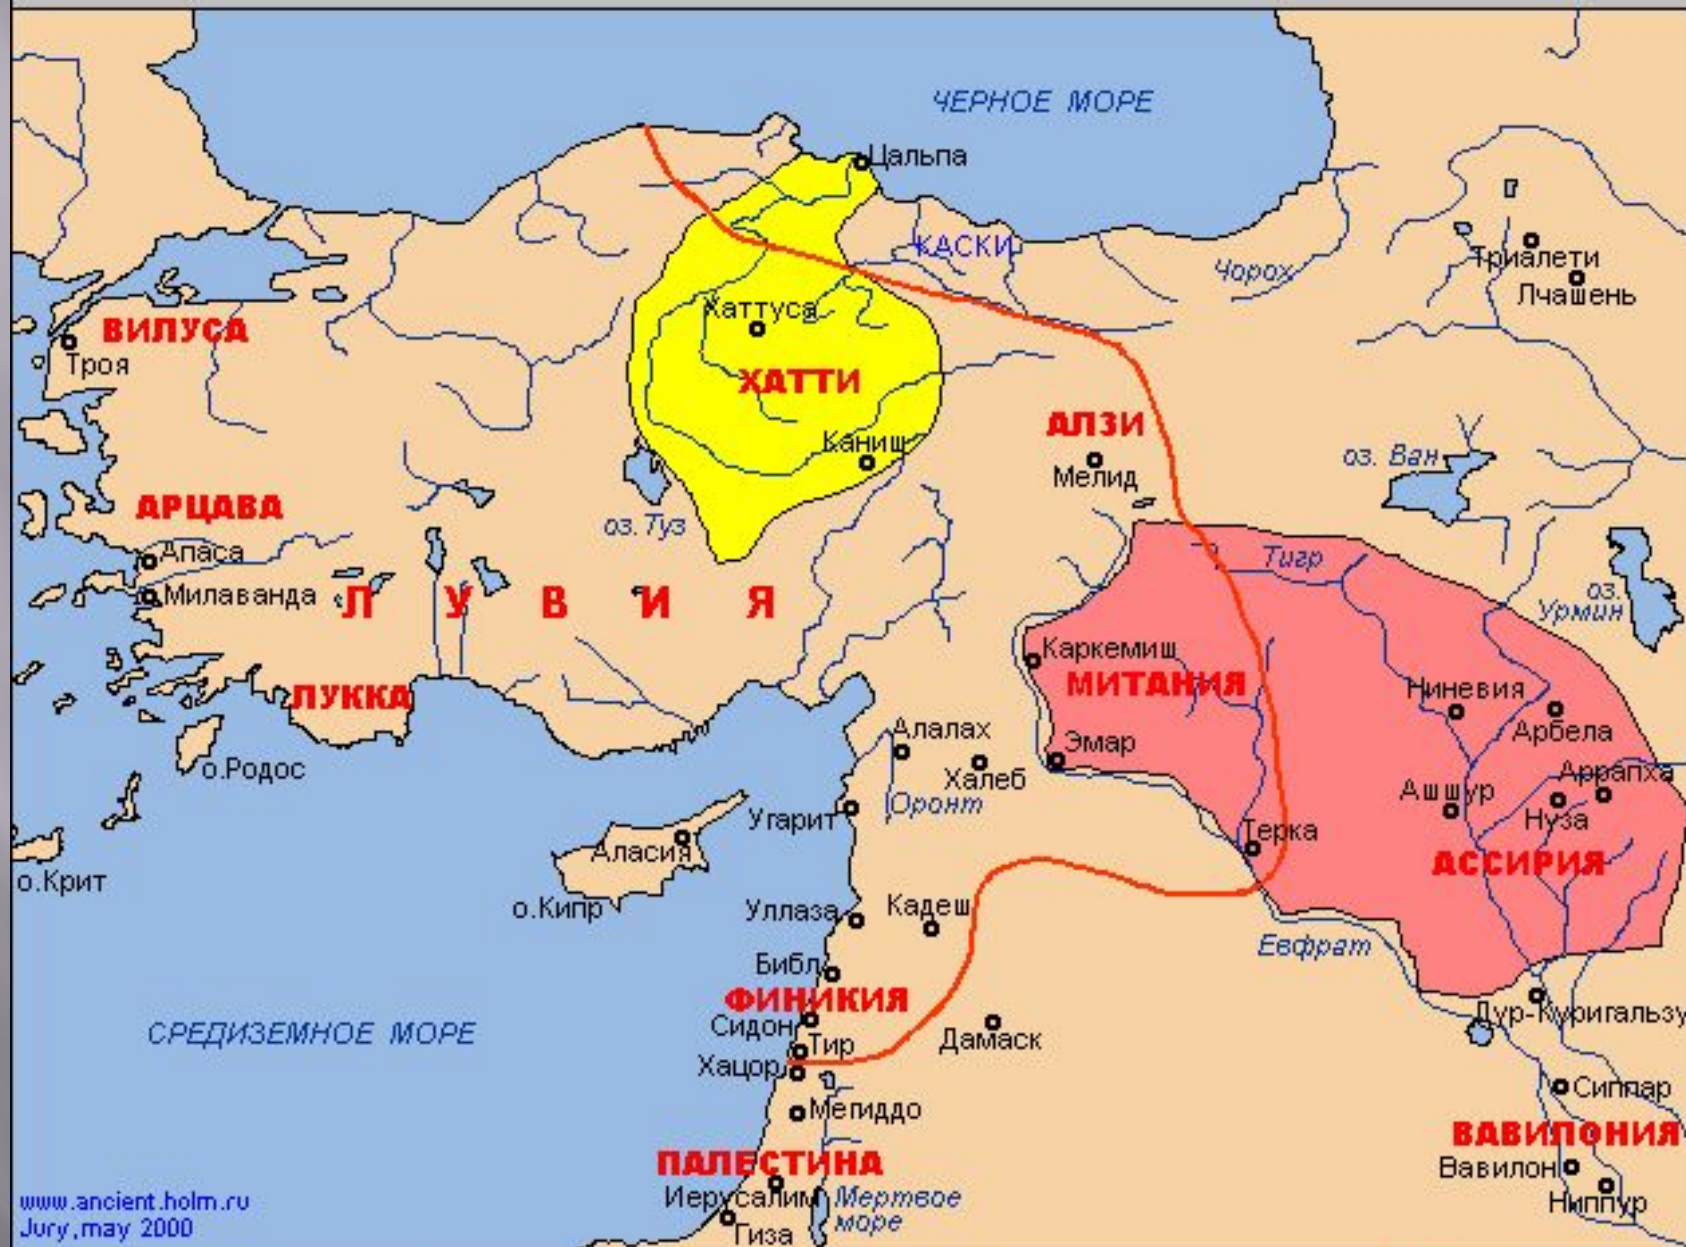 ЧЕРНОЕ МОРЕ
Цальпа
КАСКИ
Чорох
Триалети
Лчашень
Хаттуса
ВИЛУСА
Троя
ХАТТИ
АЛЗИ
Каниш
Мелид
оз. Ван
АРЦАВА
оз. Туз
Апаса
Тигр
Милаванда
ЛУВИЯ
оз.
Урмин
Каркемиш
МИТАНИЯ
Ниневия
ЛУККА
Арбела
Алалах
Эмар
Халеб
о.Родос
Аррапха
Ашшур
Оронт
Угарит
Нуза
Терка
Аласия
АССИРИЯ
о.Крит
о.Кипр
Уллаза
Кадеш
Евфрат
Библ
ФИНИКИЯ
Сидон
Дур-Куригальзу
СРЕДИЗЕМНОЕ МОРЕ
Тир
Дамаск
Хацор
Сиппар
Мегиддо
ВАВИЛОНИЯ
ПАЛЕСТИНА
Вавилон
Иерусалим
Мертвое
море
Ниппур
Гиза
www.ancient.holm.ru
Jury,may 2000